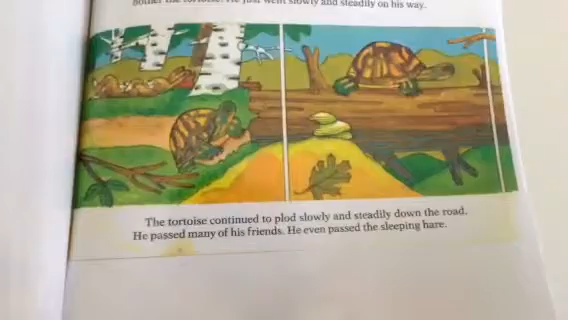 bother the tortoise. He just went slowly and steadily on his way.
The tortoise continued to plod slowly and steadily down the road.
He passed many of his friends. He even passed the sleeping hare.